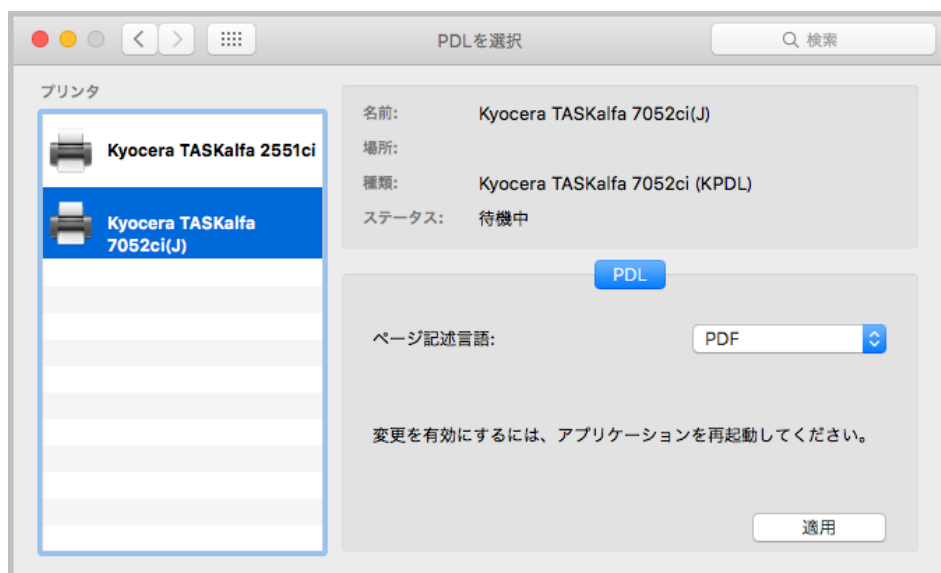 PDLを選択
検索
プリンタ
Kyocera TASKalfa 2551ci
Kyocera TASKalfa
7052ci(J)
名前: Kyocera TASKalfa 7052ci(J)
場所:
種類: Kyocera TASKalfa 7052ci (KPDL)
ステータス: 待機中
PDL
ページ記述言語: PDF
変更を有効にするには、アプリケーションを再起動してください。
適用